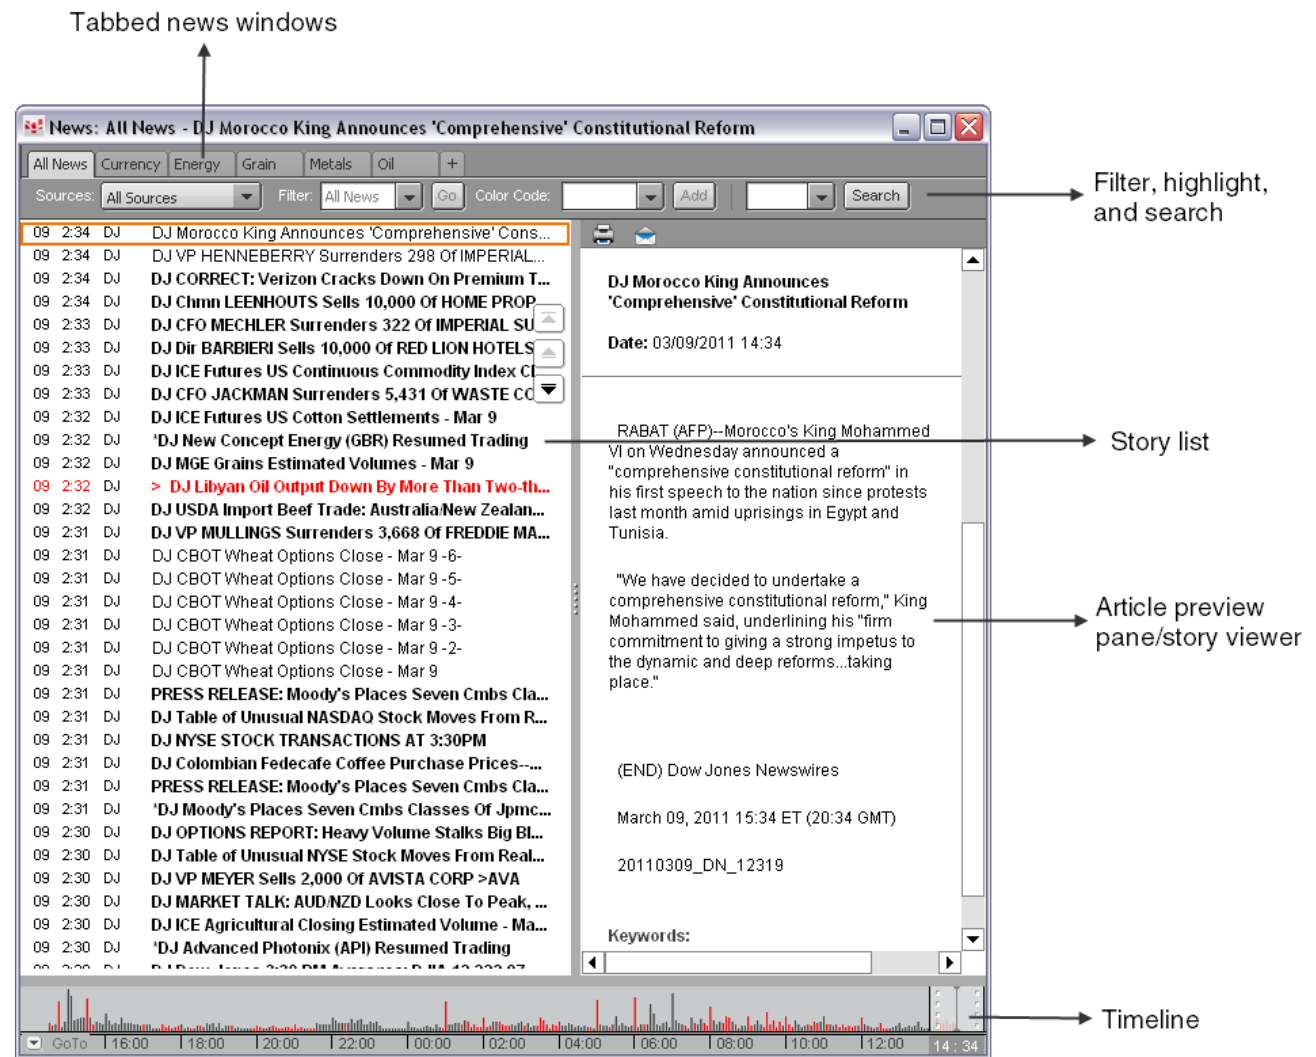 Tabbed news windows
News: All News - DJ Morocco King Announces 'Comprehensive' Constitutional Reform
All News Currency Energy Grain Metals Oil +
Sources: All Sources Filter: All News Go Color Code: Add Search
Filter, highlight,
and search
09 2:34 DJ DJ Morocco King Announces 'Comprehensive' Cons...
09 2:34 DJ DJ VP HENNEBERRY Surrenders 298 Of IMPERIAL...
09 2:34 DJ DJ CORRECT: Verizon Cracks Down On Premium T...
09 2:34 DJ DJ Chmn LEENHOUTS Sells 10,000 Of HOME PROP
09 2:33 DJ DJ CFO MECHLER Surrenders 322 Of IMPERIAL SU
09 2:33 DJ DJ Dir BARBIERI Sells 10,000 Of RED LION HOTELS
09 2:33 DJ DJ ICE Futures US Continuous Commodity Index
09 2:33 DJ DJ CFO JACKMAN Surrenders 5,431 Of WASTE
09 2:32 DJ DJ ICE Futures US Cotton Settlements - Mar 9
09 2:32 DJ *DJ New Concept Energy (GBR) Resumed Trading
09 2:32 DJ DJ MGE Grains Estimated Volumes - Mar 9
09 2:32 DJ > DJ Libyan Oil Output Down By More Than Two-th...
09 2:32 DJ DJ USDA Import Beef Trade: Australia/New Zealan...
09 2:31 DJ DJ VP MULLINGS Surrenders 3,668 Of FREDDIE MA...
09 2:31 DJ DJ CBOT Wheat Options Close - Mar 9 -6-
09 2:31 DJ DJ CBOT Wheat Options Close - Mar 9 -5-
09 2:31 DJ DJ CBOT Wheat Options Close - Mar 9 -4-
09 2:31 DJ DJ CBOT Wheat Options Close - Mar 9 -3-
09 2:31 DJ DJ CBOT Wheat Options Close - Mar 9 -2-
09 2:31 DJ DJ CBOT Wheat Options Close - Mar 9
09 2:31 DJ PRESS RELEASE: Moody's Places Seven Cmbs Cla...
09 2:31 DJ DJ Table of Unusual NASDAQ Stock Moves From R...
09 2:31 DJ DJ NYSE STOCK TRANSACTIONS AT 3:30PM
09 2:31 DJ DJ Colombian Fedecafe Coffee Purchase Prices--...
09 2:31 DJ PRESS RELEASE: Moody's Places Seven Cmbs Cla...
09 2:31 DJ *DJ Moody's Places Seven Cmbs Classes Of Jpmc...
09 2:30 DJ DJ OPTIONS REPORT: Heavy Volume Stalks Big Bl...
09 2:30 DJ DJ Table of Unusual NYSE Stock Moves From Real...
09 2:30 DJ DJ VP MEYER Sells 2,000 Of AVISTA CORP >AVA
09 2:30 DJ DJ MARKET TALK: AUD/NZD Looks Close To Peak, ...
09 2:30 DJ DJ ICE Agricultural Closing Estimated Volume - Ma...
09 2:30 DJ *DJ Advanced Photonix (API) Resumed Trading
DJ Morocco King Announces
'Comprehensive' Constitutional Reform
Date: 03/09/2011 14:34
RABAT (AFP)--Morocco's King Mohammed
VI on Wednesday announced a
"comprehensive constitutional reform" in
his first speech to the nation since protests
last month amid uprisings in Egypt and
Tunisia.
"We have decided to undertake a
comprehensive constitutional reform," King
Mohammed said, underlining his "firm
commitment to giving a strong impetus to
the dynamic and deep reforms...taking
place."
(END) Dow Jones Newswires
March 09, 2011 15:34 ET (20:34 GMT)
20110309_DN_12319
Keywords:
Story list
Article preview
pane/story viewer
GoTo 16:00 18:00 20:00 22:00 00:00 02:00 04:00 06:00 08:00 10:00 12:00 14:34
Timeline